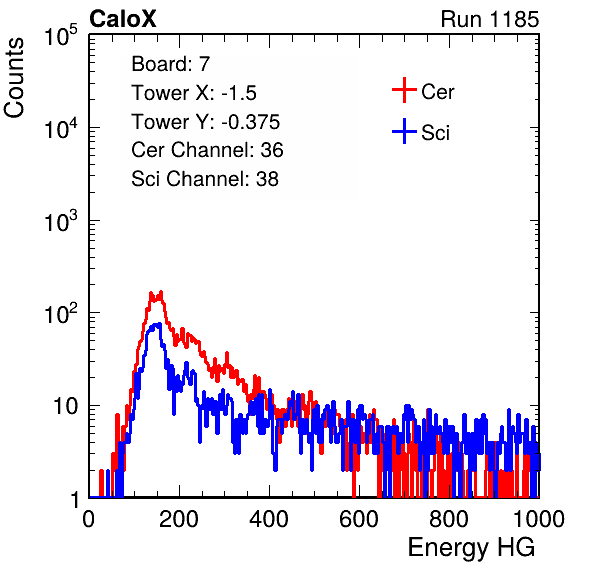 CaloX Run 1185
Counts
10^5
10^4
10^3
10^2
10
1
Board: 7
Tower X: -1.5
Tower Y: -0.375
Cer Channel: 36
Sci Channel: 38
Cer
Sci
0 200 400 600 800 1000
Energy HG